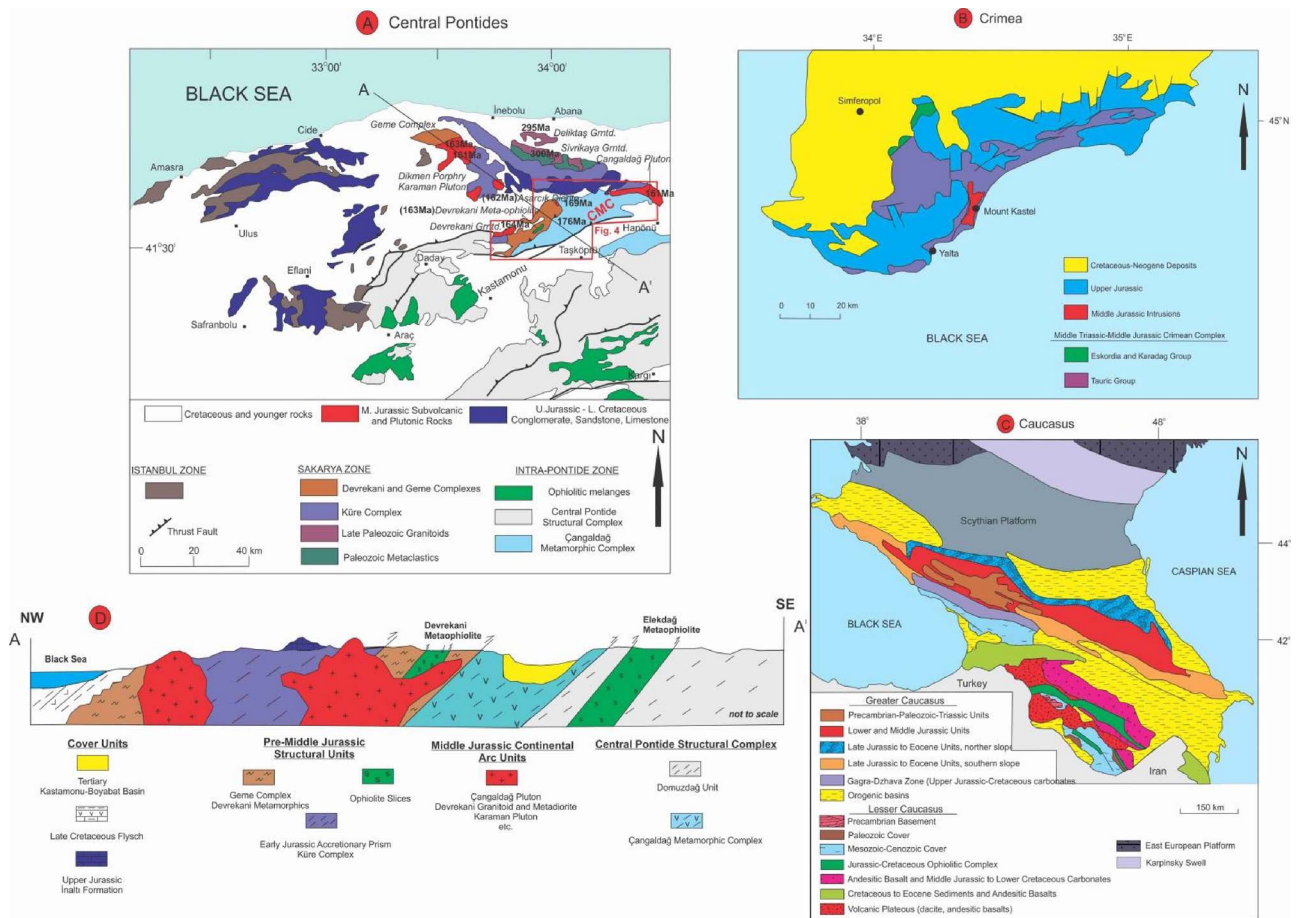 A Central Pontides
33°00'
34°00'
BLACK SEA
A
İnebolu
Abana
Geme Complex
295Ma
Deliktaş Grntd.
Cide
163Ma
Sivrikaya Grntd.
161Ma
300Ma
Çangaldağ Pluton
Amasra
Dikmen Porphry
Karaman Pluton
161Ma
(162Ma)
169Ma
(163Ma)
Devrekani Meta-ophiolite
CMC
Ulus
Devrekani Grntd.
164Ma
176Ma
Fig. 4
Hanönü
41°30'
Daday
Taşköprü
Eflani
Kastamonu
A'
Safranbolu
Araç
Kargı
Cretaceous and younger rocks
M. Jurassic Subvolcanic
and Plutonic Rocks
U.Jurassic - L. Cretaceous
Conglomerate, Sandstone, Limestone
N
ISTANBUL ZONE
Thrust Fault
0 20 40 km
SAKARYA ZONE
Devrekani and Geme Complexes
Küre Complex
Late Paleozoic Granitoids
Paleozoic Metaclastics
INTRA-PONTIDE ZONE
Ophiolitic melanges
Central Pontide
Structural Complex
Çangaldağ
Metamorphic Complex
B Crimea
34°E
35°E
N
Simferopol
45°N
Mount Kastel
Yalta
0 10 20 km
BLACK SEA
Cretaceous-Neogene Deposits
Upper Jurassic
Middle Jurassic Intrusions
Middle Triassic-Middle Jurassic Crimean Complex
Eskordia and Karadag Group
Tauric Group
C Caucasus
38°
48°
N
Scythian Platform
44°
CASPIAN SEA
BLACK SEA
42°
Turkey
Iran
Greater Caucasus
Precambrian-Paleozoic-Triassic Units
Lower and Middle Jurassic Units
Late Jurassic to Eocene Units, norther slope
Late Jurassic to Eocene Units, southern slope
Gagra-Dzhava Zone (Upper Jurassic-Cretaceous carbonates
Orogenic basins
Lesser Caucasus
Precambrian Basement
Paleozoic Cover
Mesozoic-Cenozoic Cover
Jurassic-Cretaceous Ophiolitic Complex
Andesitic Basalt and Middle Jurassic to Lower Cretaceous Carbonates
Cretaceous to Eocene Sediments and Andesitic Basalts
Volcanic Plateous (dacite, andesitic basalts)
150 km
East European Platform
Karpinsky Swell
D
NW
SE
A
A'
Black Sea
Devrekani
Metaophiolite
Elekdağ
Metaophiolite
not to scale
Cover Units
Tertiary
Kastamonu-Boyabat Basin
Late Cretaceous Flysch
Upper Jurassic
İnaltı Formation
Pre-Middle Jurassic
Structural Units
Geme Complex
Devrekani Metamorphics
Ophiolite Slices
Early Jurassic Accretionary Prism
Küre Complex
Middle Jurassic Continental
Arc Units
Çangaldağ Pluton
Devrekani Granitoid and Metadiorite
Karaman Pluton
etc.
Central Pontide Structural Complex
Domuzdağ Unit
Çangaldağ Metamorphic Complex